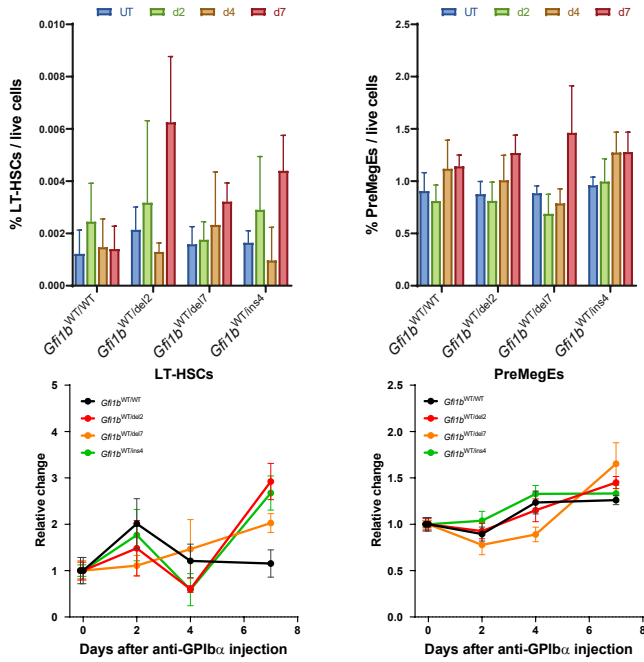 UT d2 d4 d7
% LT-HSCs / live cells
0.010
0.008
0.006
0.004
0.002
0.000
Gfi1b WT/WT
Gfi1b WT/del2
Gfi1b WT/del7
Gfi1b WT/ins4
UT d2 d4 d7
% PreMegEs / live cells
2.5
2.0
1.5
1.0
0.5
0.0
Gfi1b WT/WT
Gfi1b WT/del2
Gfi1b WT/del7
Gfi1b WT/ins4
LT-HSCs
Relative change
5
4
3
2
1
0
Gfi1b WT/WT
Gfi1b WT/del2
Gfi1b WT/del7
Gfi1b WT/ins4
0 2 4 6 8
Days after anti-GPIbα injection
PreMegEs
Relative change
2.5
2.0
1.5
1.0
0.5
0.0
Gfi1b WT/WT
Gfi1b WT/del2
Gfi1b WT/del7
Gfi1b WT/ins4
0 2 4 6 8
Days after anti-GPIbα injection